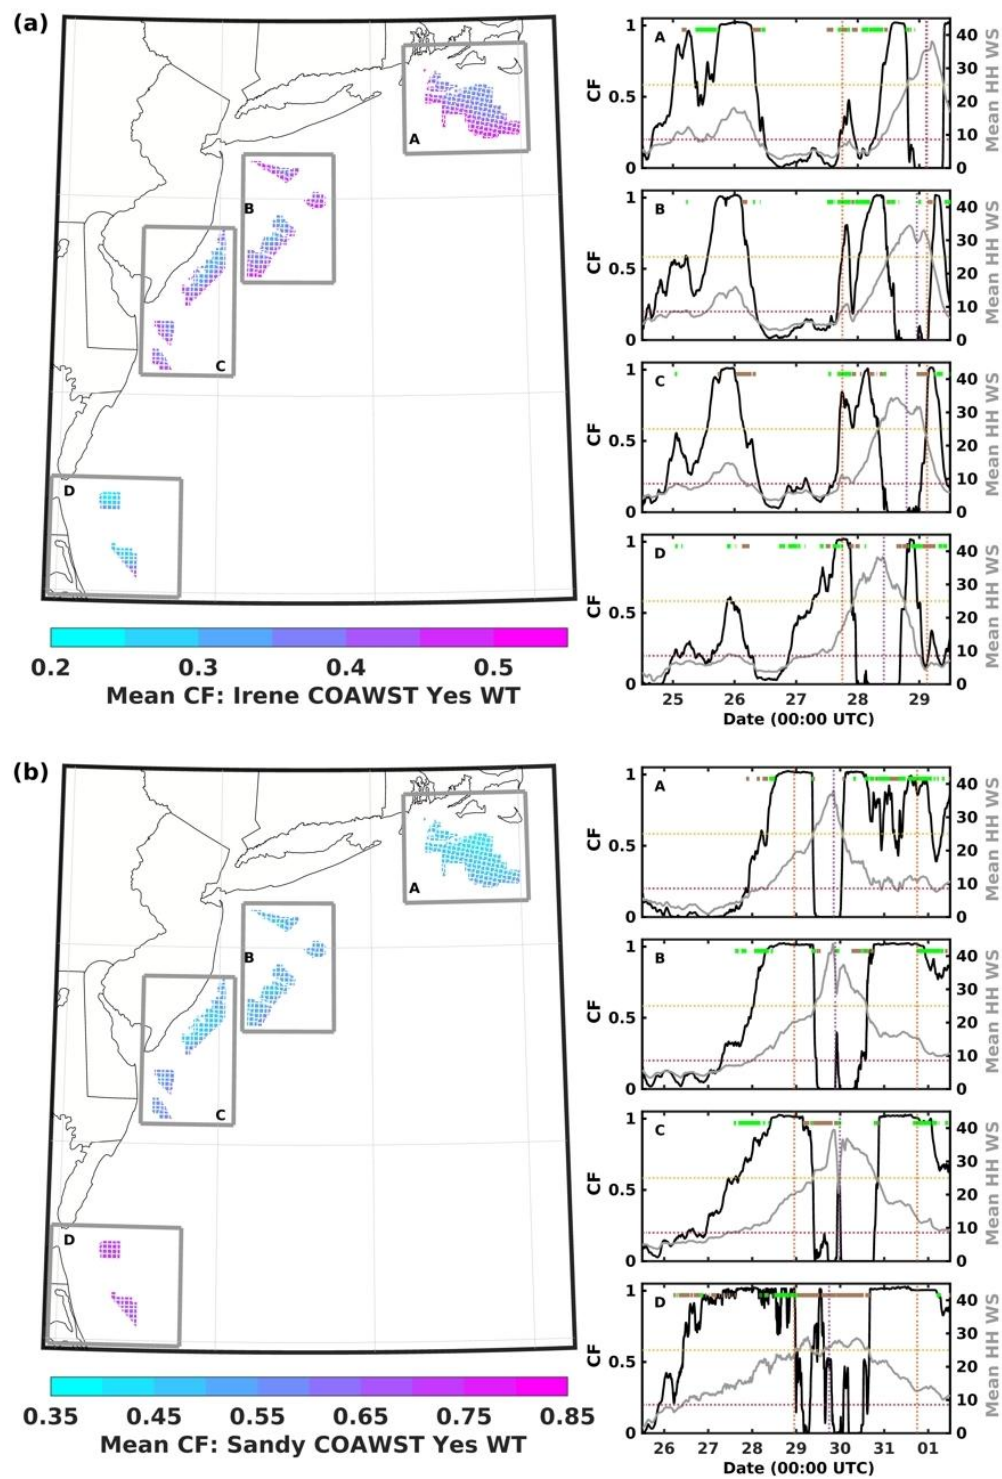 (a)
A
B
C
D
0.2 0.3 0.4 0.5
Mean CF: Irene COAWST Yes WT
A
1
0.5
0
CF
40
30
20
10
0
Mean HH WS
B
1
0.5
0
CF
40
30
20
10
0
Mean HH WS
C
1
0.5
0
CF
40
30
20
10
0
Mean HH WS
D
1
0.5
0
CF
40
30
20
10
0
Mean HH WS
25 26 27 28 29
Date (00:00 UTC)
(b)
A
B
C
D
0.35 0.45 0.55 0.65 0.75 0.85
Mean CF: Sandy COAWST Yes WT
A
1
0.5
0
CF
40
30
20
10
0
Mean HH WS
B
1
0.5
0
CF
40
30
20
10
0
Mean HH WS
C
1
0.5
0
CF
40
30
20
10
0
Mean HH WS
D
1
0.5
0
CF
40
30
20
10
0
Mean HH WS
26 27 28 29 30 31 01
Date (00:00 UTC)